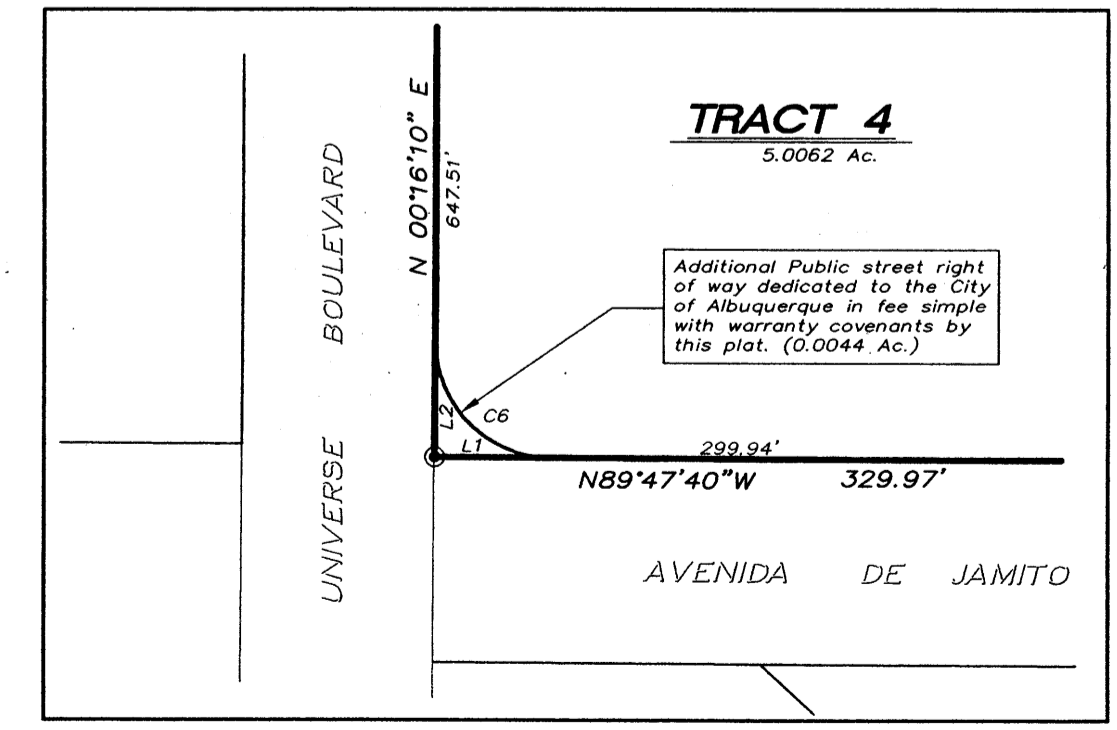 TRACT 4
5.0062 Ac.
N 00°16'10" E
647.51'
UNIVERSE BOULEVARD
Additional Public street right
of way dedicated to the City
of Albuquerque in fee simple
with warranty covenants by
this plat. (0.0044 Ac.)
L2
C6
L1
299.94'
N89°47'40"W 329.97'
AVENIDA DE JAMITO